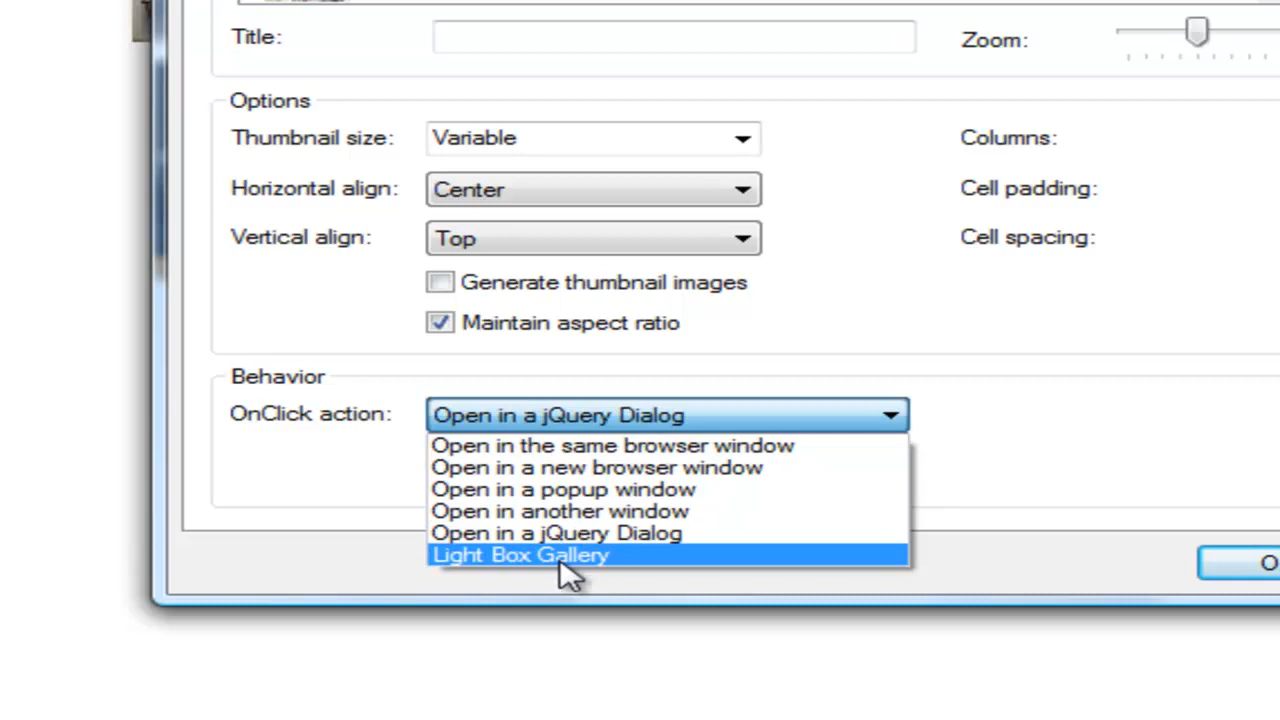 Title:
Zoom:
Options
Thumbnail size: Variable
Columns:
Horizontal align: Center
Cell padding:
Vertical align: Top
Cell spacing:
Generate thumbnail images
Maintain aspect ratio
Behavior
OnClick action: Open in a jQuery Dialog
Open in the same browser window
Open in a new browser window
Open in a popup window
Open in another window
Open in a jQuery Dialog
Light Box Gallery